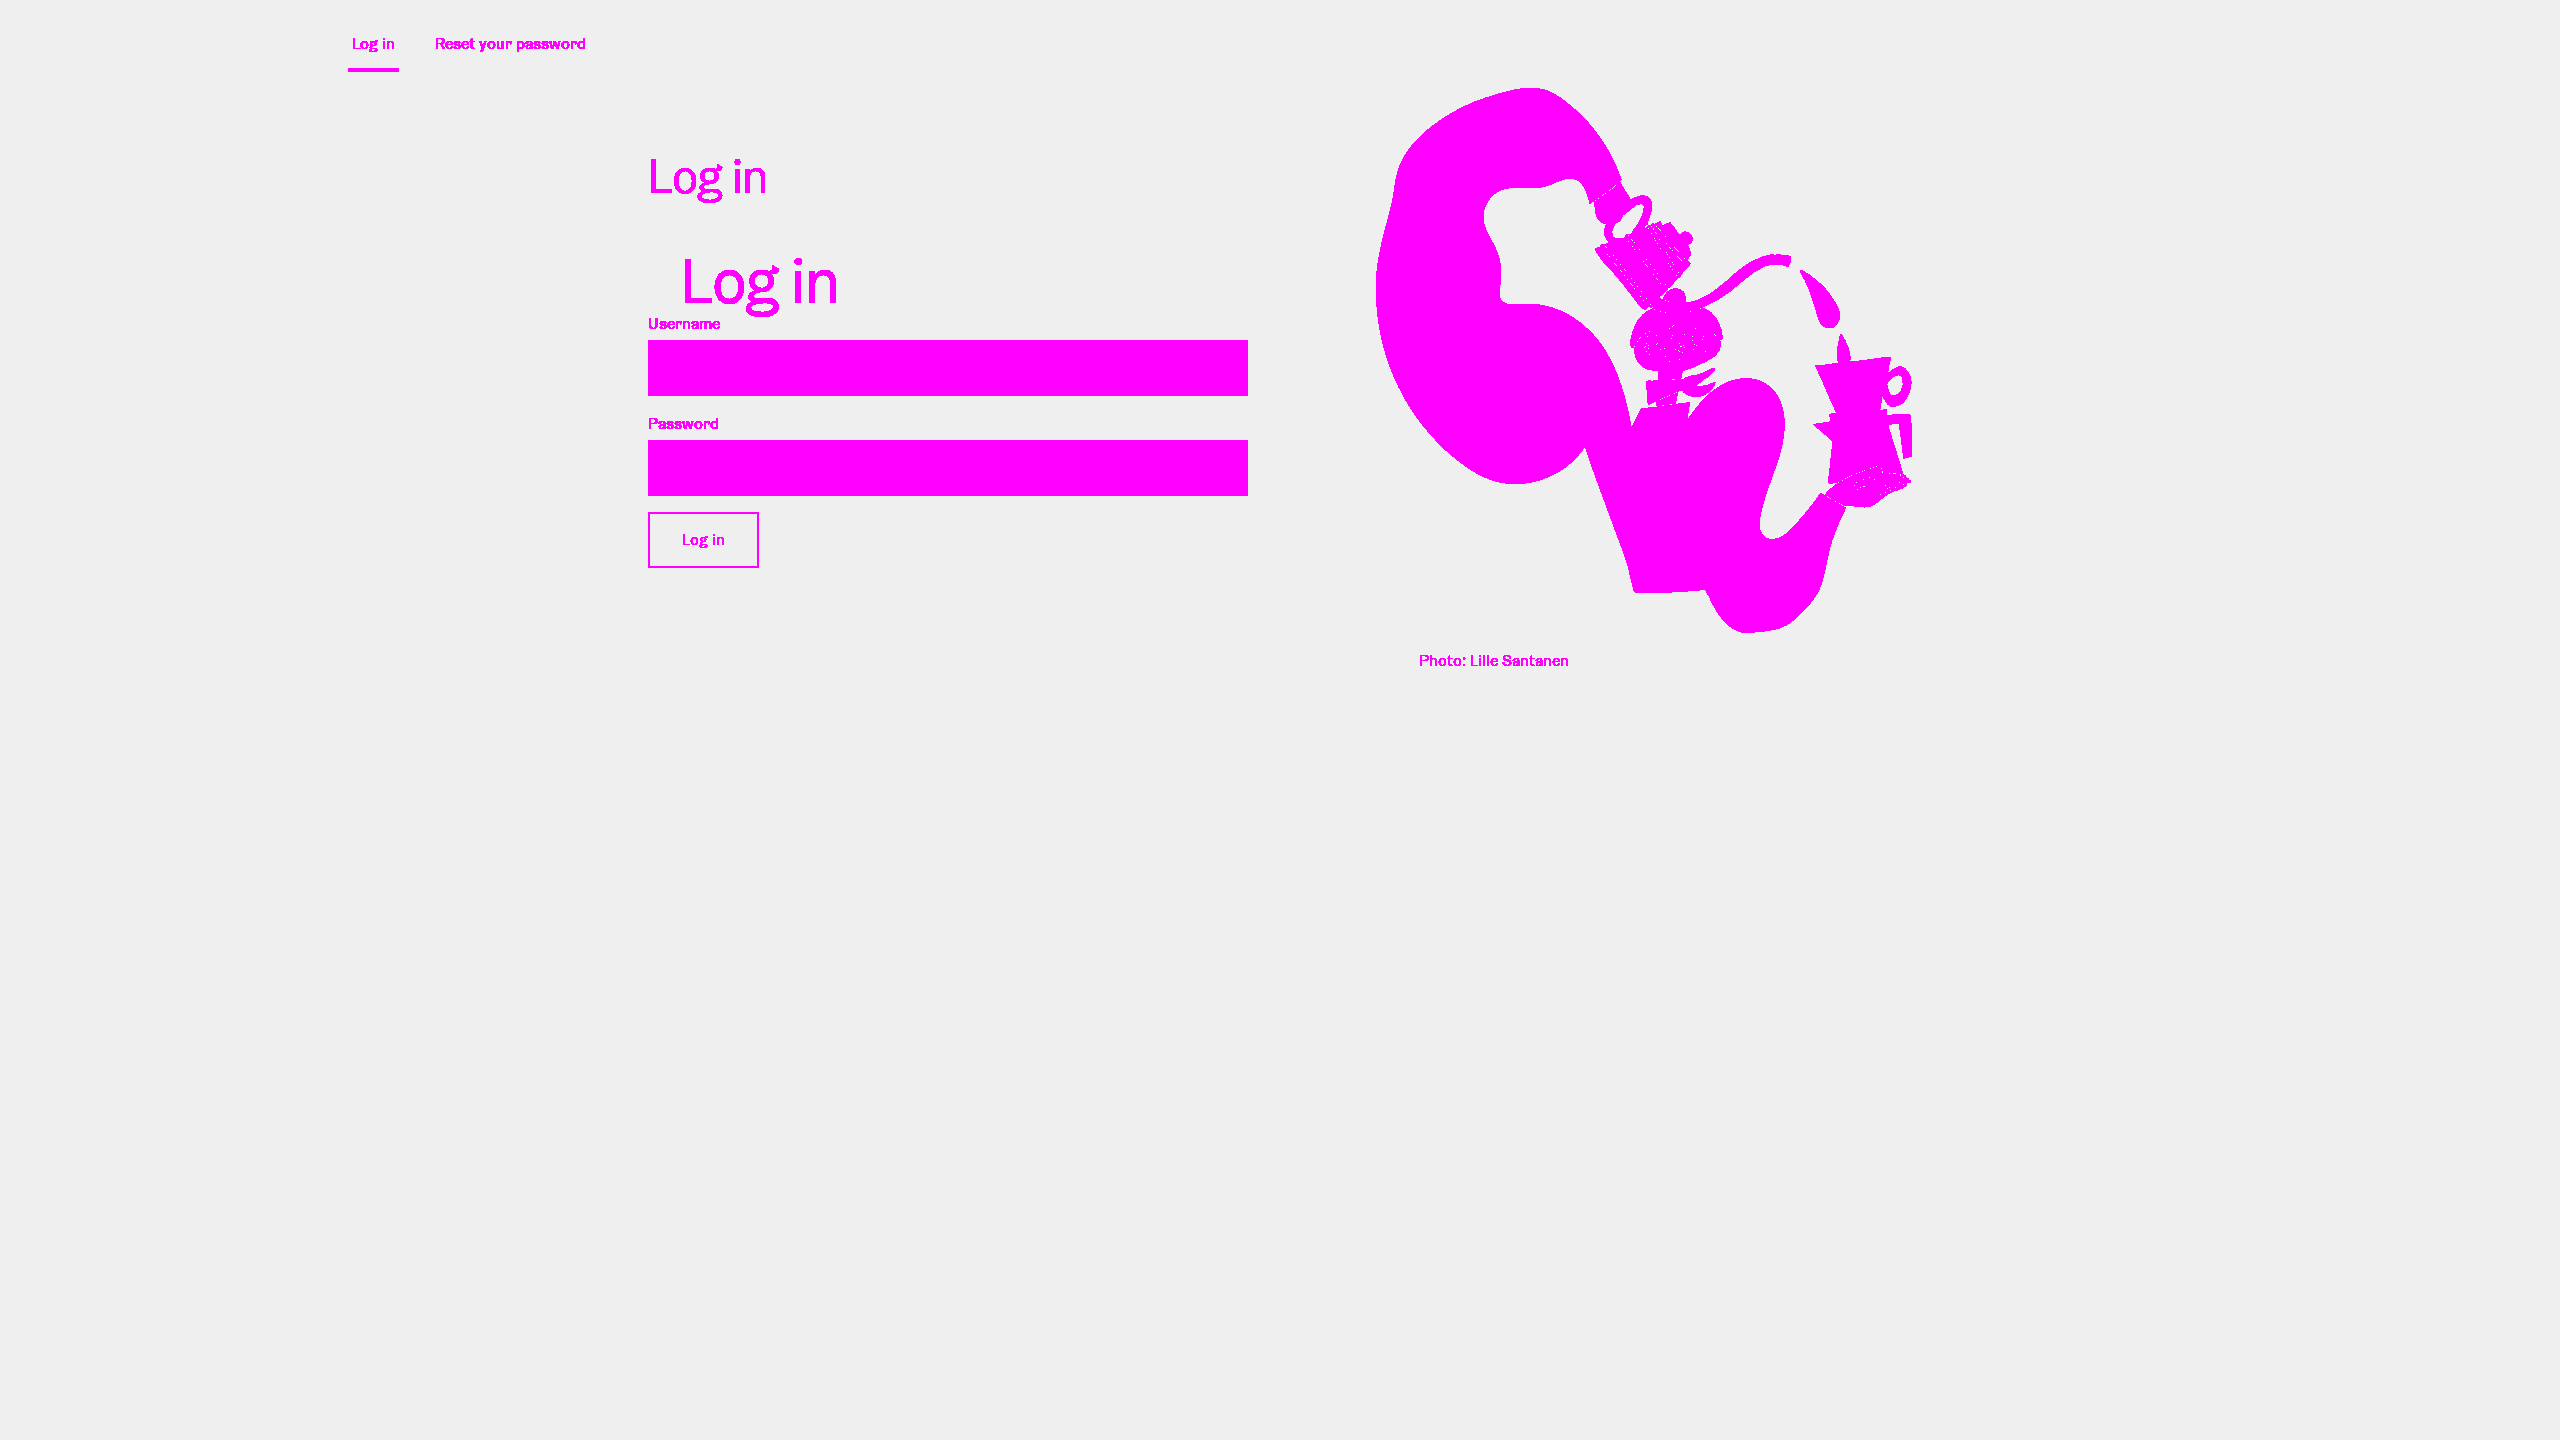 Log in
Reset your password
Log in
Log in
Username
Password
Log in
Photo: Lille Santanen